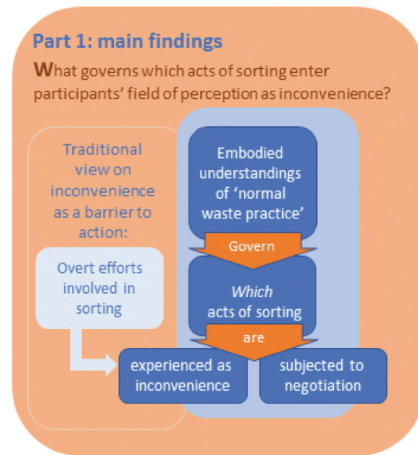 Part 1: main findings
What governs which acts of sorting enter
participants' field of perception as inconvenience?
Traditional
view on
inconvenience
as a barrier to
action:
Overt efforts
involved in
sorting
Embodied
understandings
of 'normal
waste practice'
Govern
Which
acts of sorting
are
experienced as
inconvenience
subjected to
negotiation